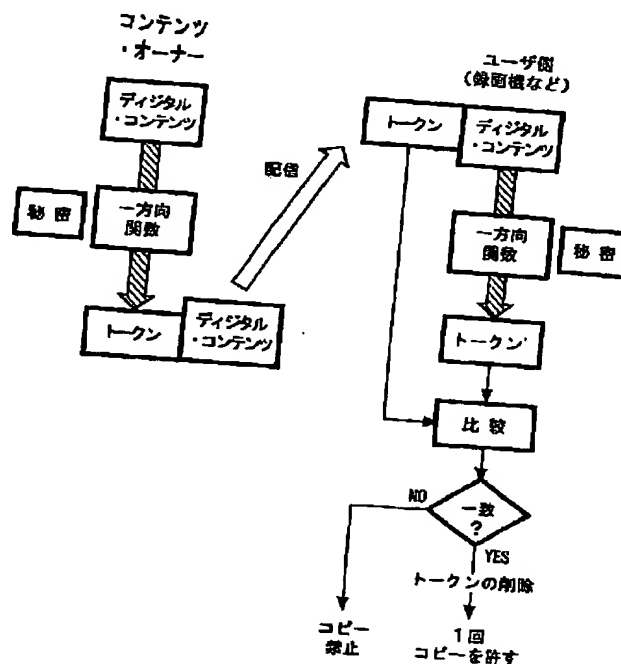 コンテンツ
・オーナー
ディジタル
・コンテンツ
秘密
一方向
関数
トークン
ディジタル
・コンテンツ
配信
ユーザ側
(録画機など)
トークン
ディジタル
・コンテンツ
一方向
関数
秘密
トークン'
比較
一致
?
NO
YES
トークンの削除
コピー
禁止
1回
コピーを許す